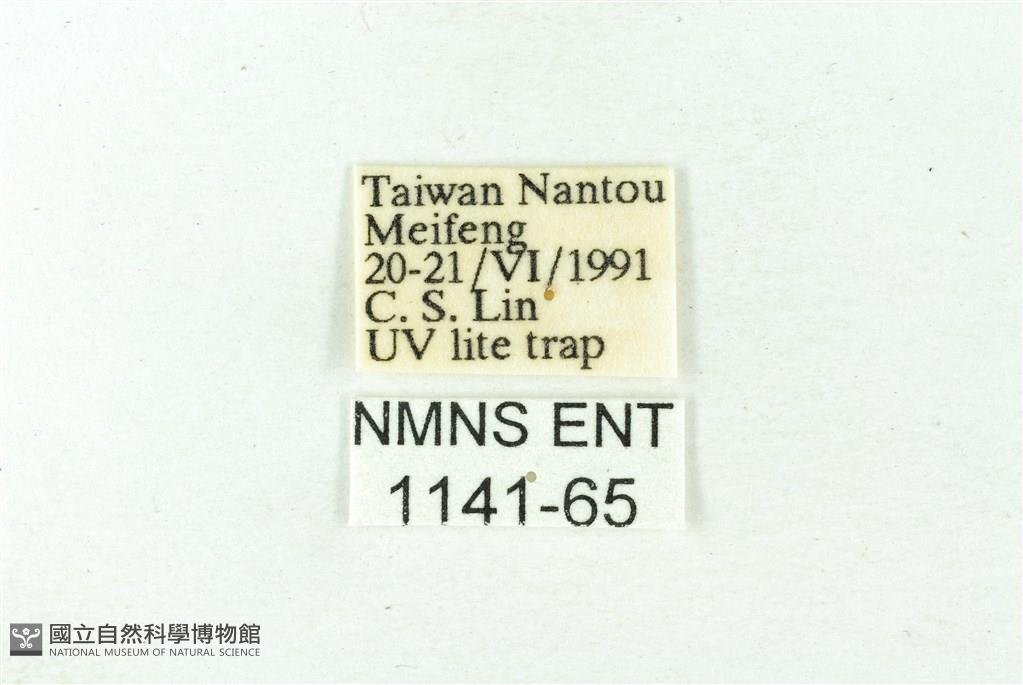 Taiwan Nantou
Meifeng
20-21/VI/1991
C. S. Lin
UV lite trap
NMNS ENT
1141-65
國立自然科學博物館
NATIONAL MUSEUM OF NATURAL SCIENCE